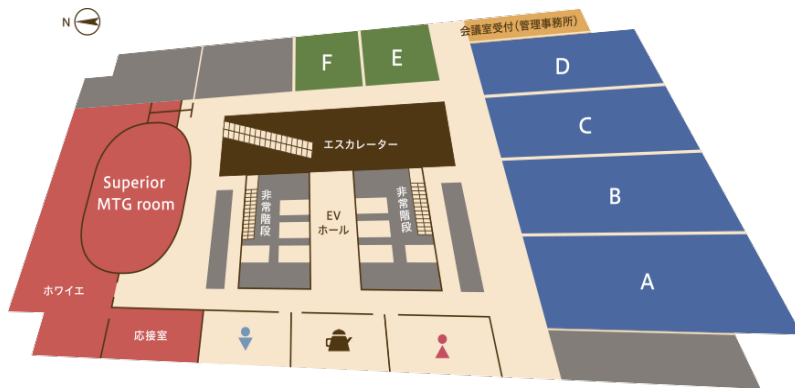 N
会議室受付(管理事務所)
F
E
D
エスカレーター
C
Superior
MTG room
非常階段
EV
ホール
非常階段
B
ホワイエ
A
応接室